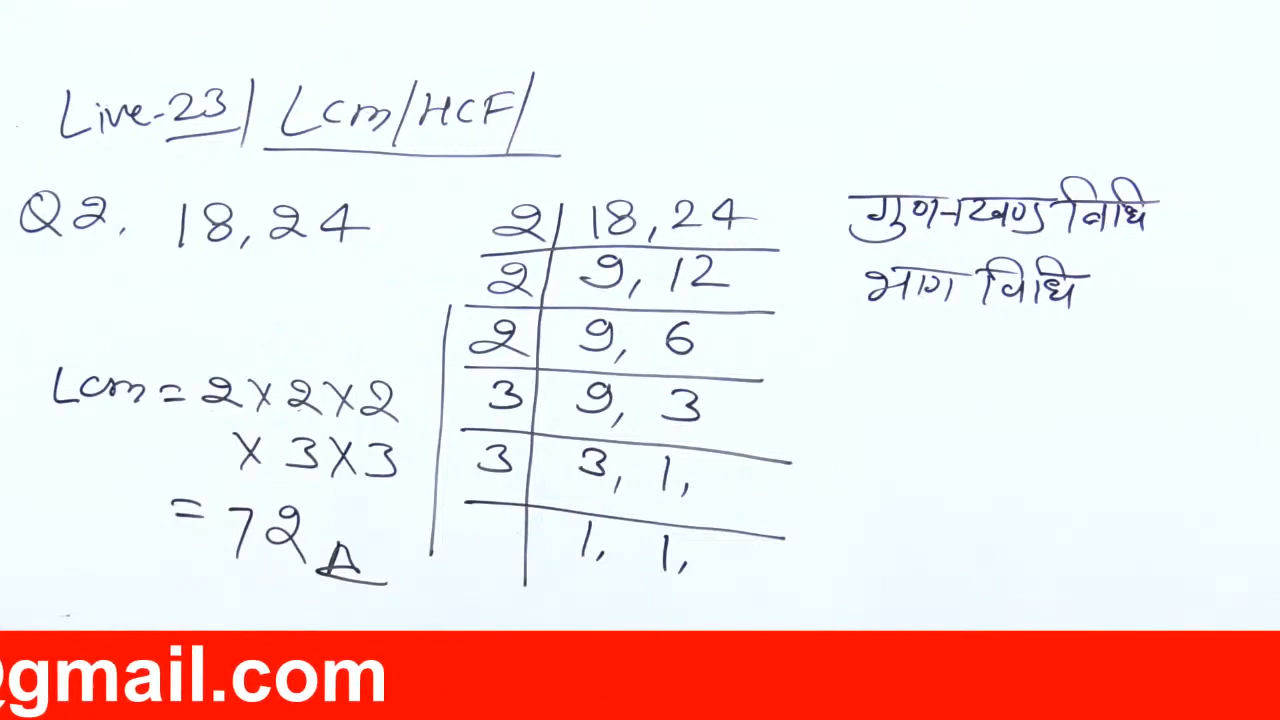 Live-23/ Lcm/HCF/
Q2. 18,24
2 18,24
2 9, 12
2 9, 6
3 9, 3
3 3, 1,
1, 1,
Lcm = 2×2×2
× 3×3
= 72 A
गुणनखण्ड विधि
भाग विधि
@gmail.com